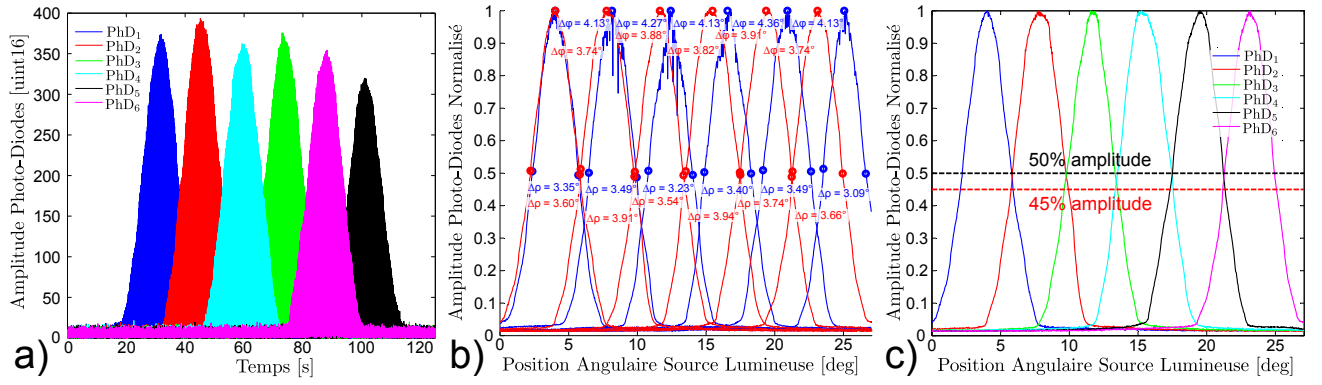 Amplitude Photo-Diodes [uint16]
400
350
300
250
200
150
100
50
0
PhD1
PhD2
PhD3
PhD4
PhD5
PhD6
0 20 40 60 80 100 120
Temps [s]
a)
Amplitude Photo-Diodes Normalisé
1
0.9
0.8
0.7
0.6
0.5
0.4
0.3
0.2
0.1
0
Δφ = 4.13° Δφ = 4.27° Δφ = 4.13° Δφ = 4.36° Δφ = 4.13°
Δφ = 3.74° Δφ = 3.88° Δφ = 3.82° Δφ = 3.91° Δφ = 3.74°
Δρ = 3.35° Δρ = 3.49° Δρ = 3.23° Δρ = 3.40° Δρ = 3.49° Δρ = 3.09°
Δρ = 3.60° Δρ = 3.91° Δρ = 3.54° Δρ = 3.94° Δρ = 3.74° Δρ = 3.66°
0 5 10 15 20 25
Position Angulaire Source Lumineuse [deg]
b)
Amplitude Photo-Diodes Normalisé
1
0.9
0.8
0.7
0.6
0.5
0.4
0.3
0.2
0.1
0
PhD1
PhD2
PhD3
PhD4
PhD5
PhD6
50% amplitude
45% amplitude
0 5 10 15 20 25
Position Angulaire Source Lumineuse [deg]
c)